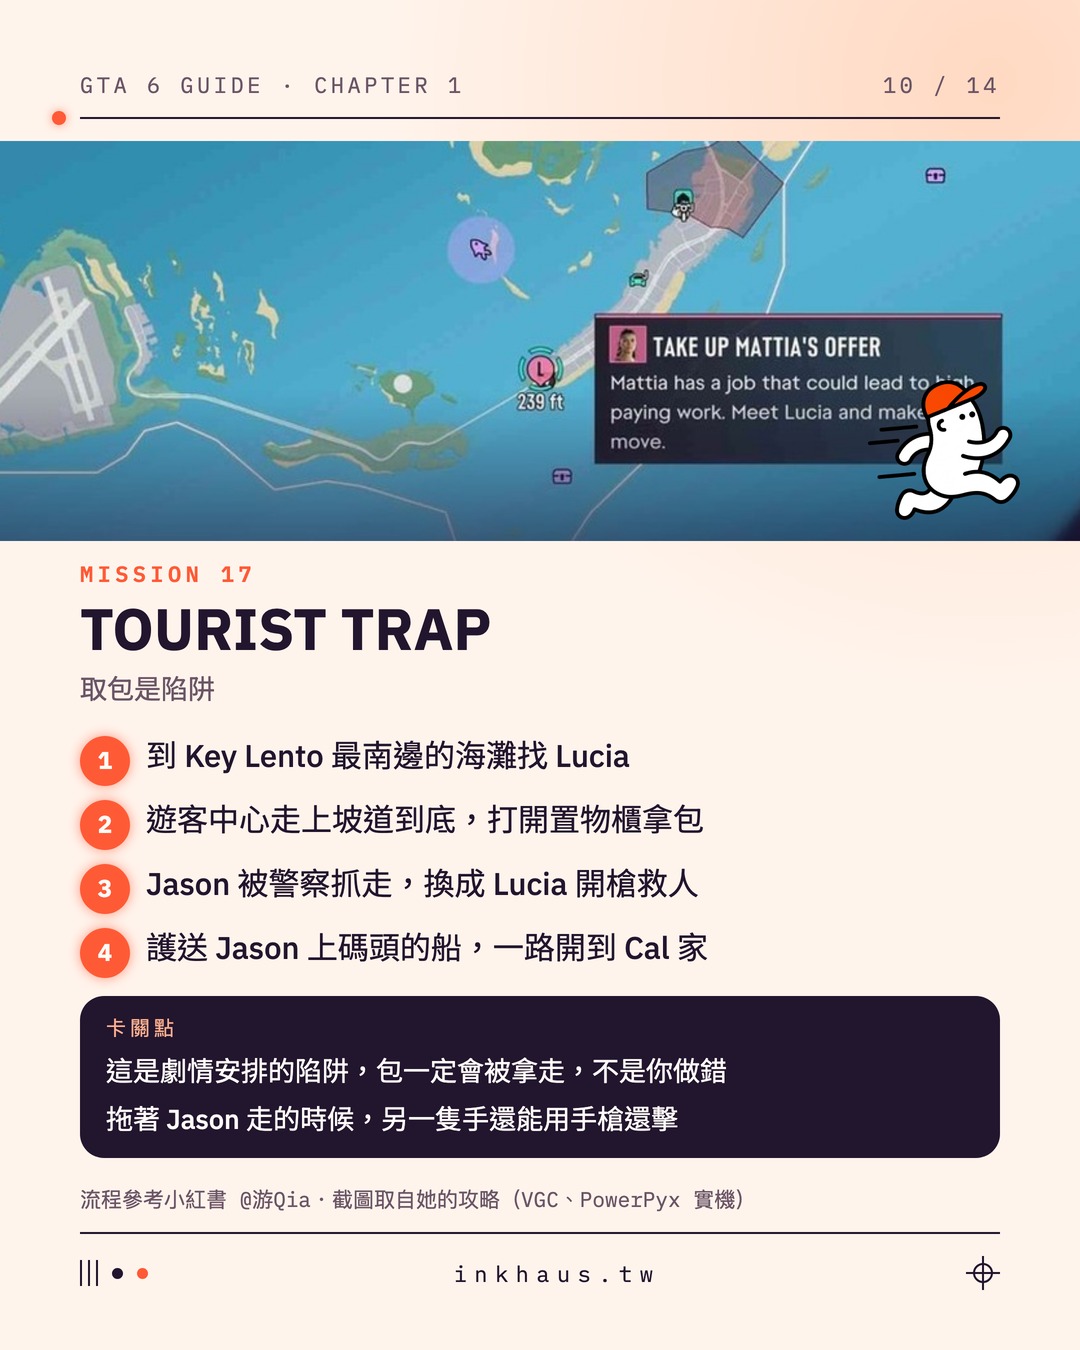 GTA 6 GUIDE · CHAPTER 1
10 / 14
L
239 ft
TAKE UP MATTIA'S OFFER
Mattia has a job that could lead to high
paying work. Meet Lucia and make
move.
MISSION 17
TOURIST TRAP
取包是陷阱
1 到 Key Lento 最南邊的海灘找 Lucia
2 遊客中心走上坡道到底，打開置物櫃拿包
3 Jason 被警察抓走，換成 Lucia 開槍救人
4 護送 Jason 上碼頭的船，一路開到 Cal 家
卡關點
這是劇情安排的陷阱，包一定會被拿走，不是你做錯
拖著 Jason 走的時候，另一隻手還能用手槍還擊
流程參考小紅書 @游Qia · 截圖取自她的攻略（VGC、PowerPyx 實機）
inkhaus.tw